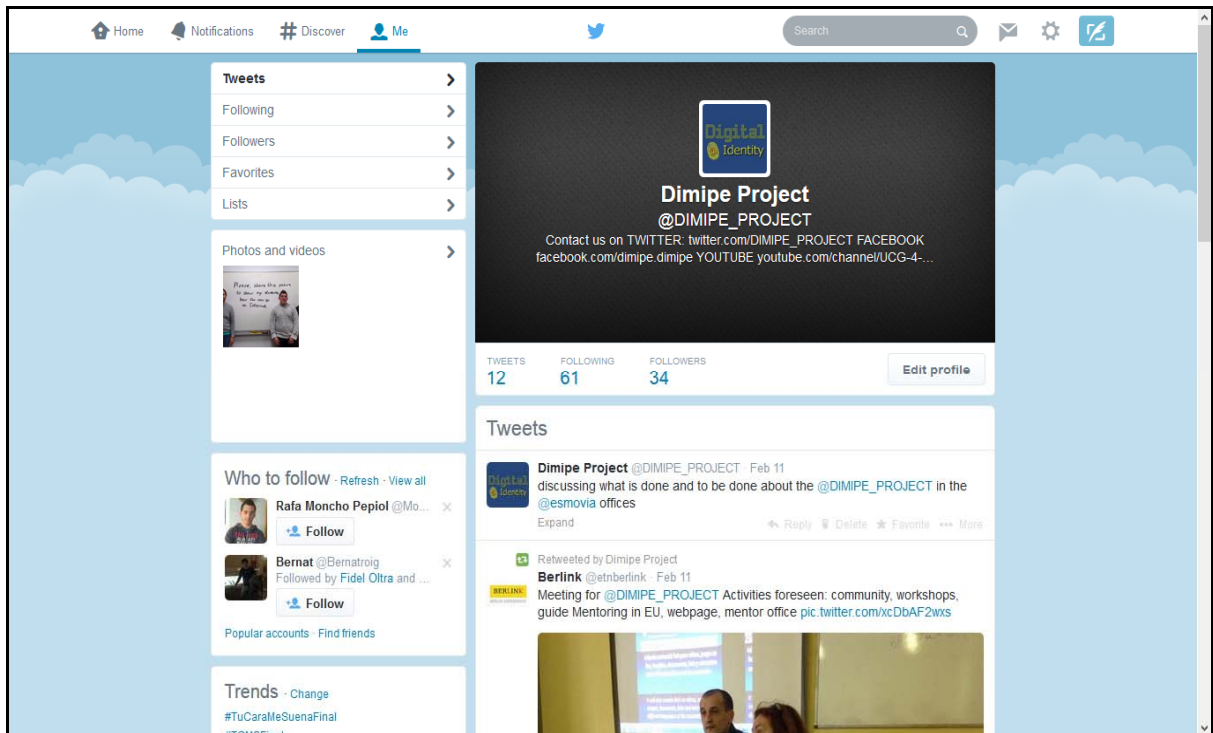 Home Notifications Discover Me Search
Tweets
Following
Followers
Favorites
Lists
Photos and videos
Please, share this
Digital
@ Identity
Dimipe Project
@DIMIPE_PROJECT
Contact us on TWITTER: twitter.com/DIMIPE_PROJECT FACEBOOK
facebook.com/dimipe.dimipe YOUTUBE youtube.com/channel/UCG-4-...
TWEETS FOLLOWING FOLLOWERS
12 61 34
Edit profile
Who to follow · Refresh · View all
Rafa Moncho Pepiol @Mo...
Follow
Bernat @Bernatroig
Followed by Fidel Oltra and ...
Follow
Popular accounts · Find friends
Trends · Change
#TuCaraMeSuenaFinal
Tweets
Digital
@ Identity
Dimipe Project @DIMIPE_PROJECT · Feb 11
discussing what is done and to be done about the @DIMIPE_PROJECT in the
@esmovia offices
Expand Reply Delete Favorite More
Retweeted by Dimipe Project
BERLINK
Berlink @etnberlink · Feb 11
Meeting for @DIMIPE_PROJECT Activities foreseen: community, workshops,
guide Mentoring in EU, webpage, mentor office pic.twitter.com/xcDbAF2wxs